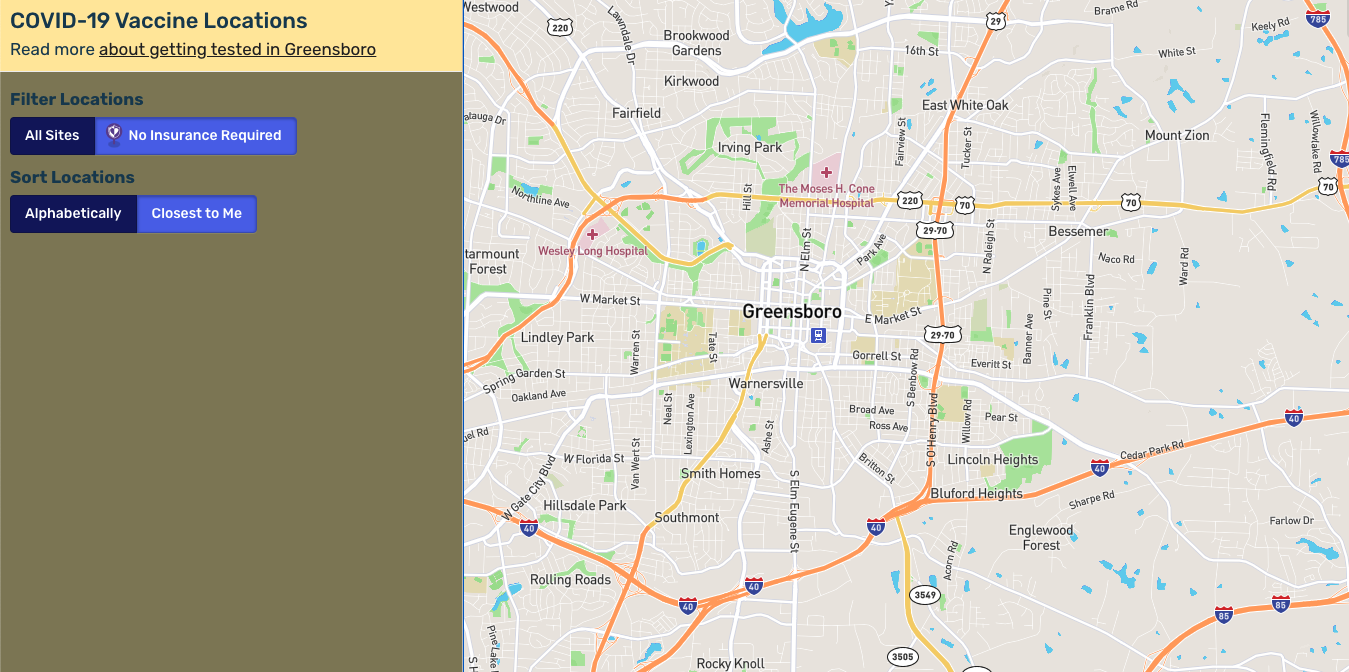 COVID-19 Vaccine Locations
Read more about getting tested in Greensboro
Filter Locations
All Sites
No Insurance Required
Sort Locations
Alphabetically
Closest to Me
Westwood
220
Lawndale Dr
Brookwood
Gardens
29
Brame Rd
785
Keely Rd
16th St
White St
Kirkwood
East White Oak
Fairfield
Fairview St
Tucker St
Mount Zion
Flemingfield Rd
Willowlake Rd
785
Irving Park
The Moses H. Cone
Memorial Hospital
Northline Ave
Hill St
220
70
Sykes Ave
Elwell Ave
70
70
29-70
Bessemer
Wesley Long Hospital
N Elm St
Park Ave
N Raleigh St
Naco Rd
Ward Rd
Forest
W Market St
Greensboro
E Market St
Pine St
Franklin Blvd
Lindley Park
Warren St
Tate St
29-70
Banner Ave
Gorrell St
Everitt St
Spring Garden St
Oakland Ave
Warnersville
S Benbow Rd
Neal St
Lexington Ave
Broad Ave
Ross Ave
S O'Henry Blvd
Willow Rd
Pear St
40
Ashe St
W Florida St
Van Wert St
Smith Homes
Britton St
Lincoln Heights
Cedar Park Rd
40
W Gate City Blvd
S Elm Eugene St
Bluford Heights
Sharpe Rd
Hillsdale Park
Southmont
40
40
Englewood
Forest
Farlow Dr
Acorn Rd
Rolling Roads
40
40
3549
85
85
Rocky Knoll
3505